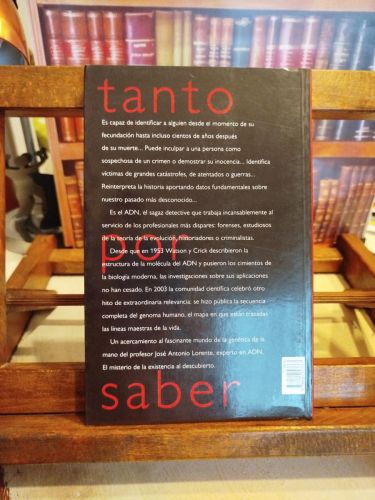 tanto
Es capaz de identificar a alguien desde el momento de su
fecundación hasta incluso cientos de años después
de su muerte... Puede inculpar a una persona como
sospechosa de un crimen o demostrar su inocencia... Identifica
víctimas de grandes catástrofes, de atentados o guerras...
Reinterpreta la historia aportando datos fundamentales sobre
nuestro pasado más desconocido...
Es el ADN, el sagaz detective que trabaja incansablemente al
servicio de los profesionales más dispares: forenses, estudiosos
de la teoría de la evolución, historiadores o criminalistas.
por
Desde que en 1953 Watson y Crick describieron la
estructura de la molécula del ADN y pusieron los cimientos de
la biología moderna, las investigaciones sobre sus aplicaciones
no han cesado. En 2003 la comunidad científica celebró otro
hito de extraordinaria relevancia: se hizo pública la secuencia
completa del genoma humano, el mapa en que están trazadas
las líneas maestras de la vida.
Un acercamiento al fascinante mundo de la genética de la
mano del profesor José Antonio Lorente, experto en ADN.
El misterio de la existencia al descubierto.
saber